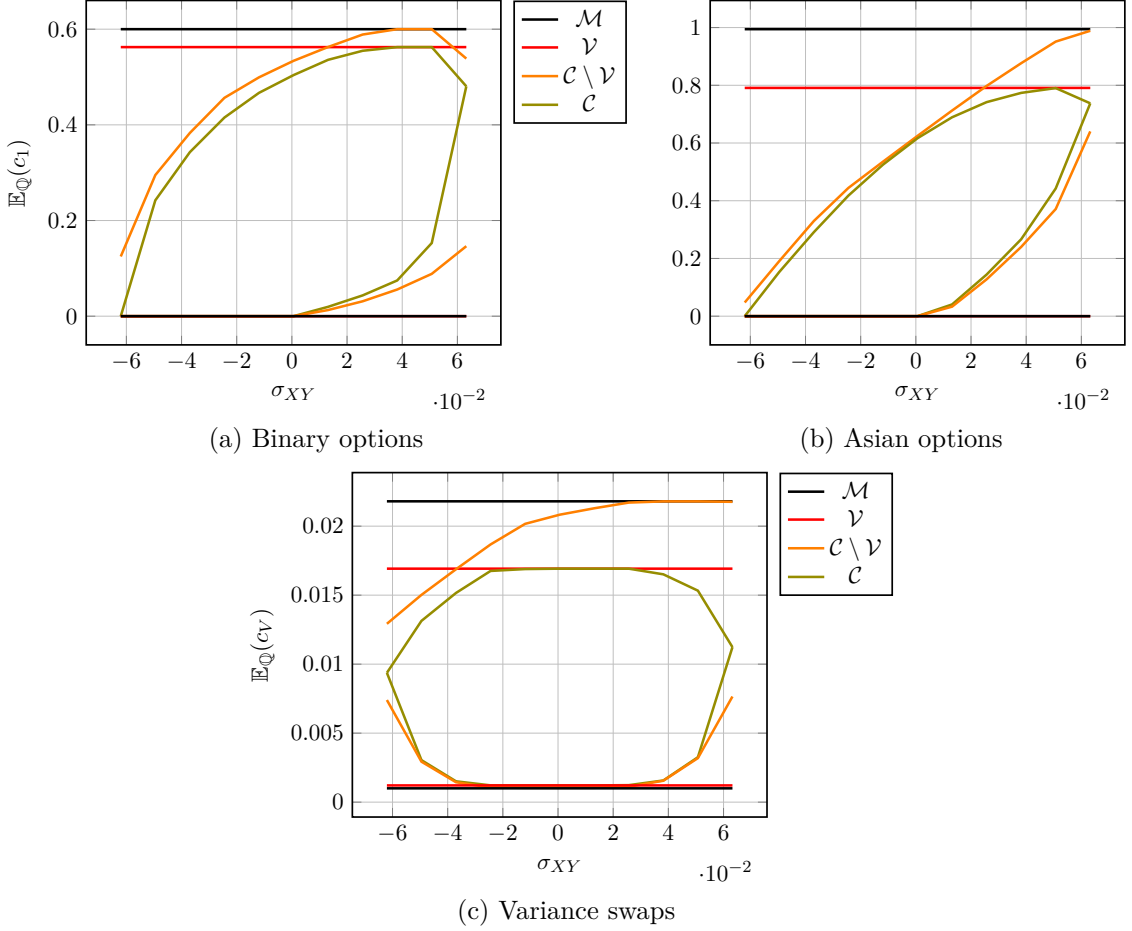 0.6
0.4
0.2
0
𝔼_ℚ(c₁)
−6 −4 −2 0 2 4 6
σ_XY
·10⁻²
ℳ
𝒱
𝒞 \ 𝒱
𝒞
(a) Binary options
1
0.8
0.6
0.4
0.2
0
−6 −4 −2 0 2 4 6
σ_XY
·10⁻²
(b) Asian options
0.02
0.015
0.01
0.005
0
𝔼_ℚ(c_V)
−6 −4 −2 0 2 4 6
σ_XY
·10⁻²
ℳ
𝒱
𝒞 \ 𝒱
𝒞
(c) Variance swaps